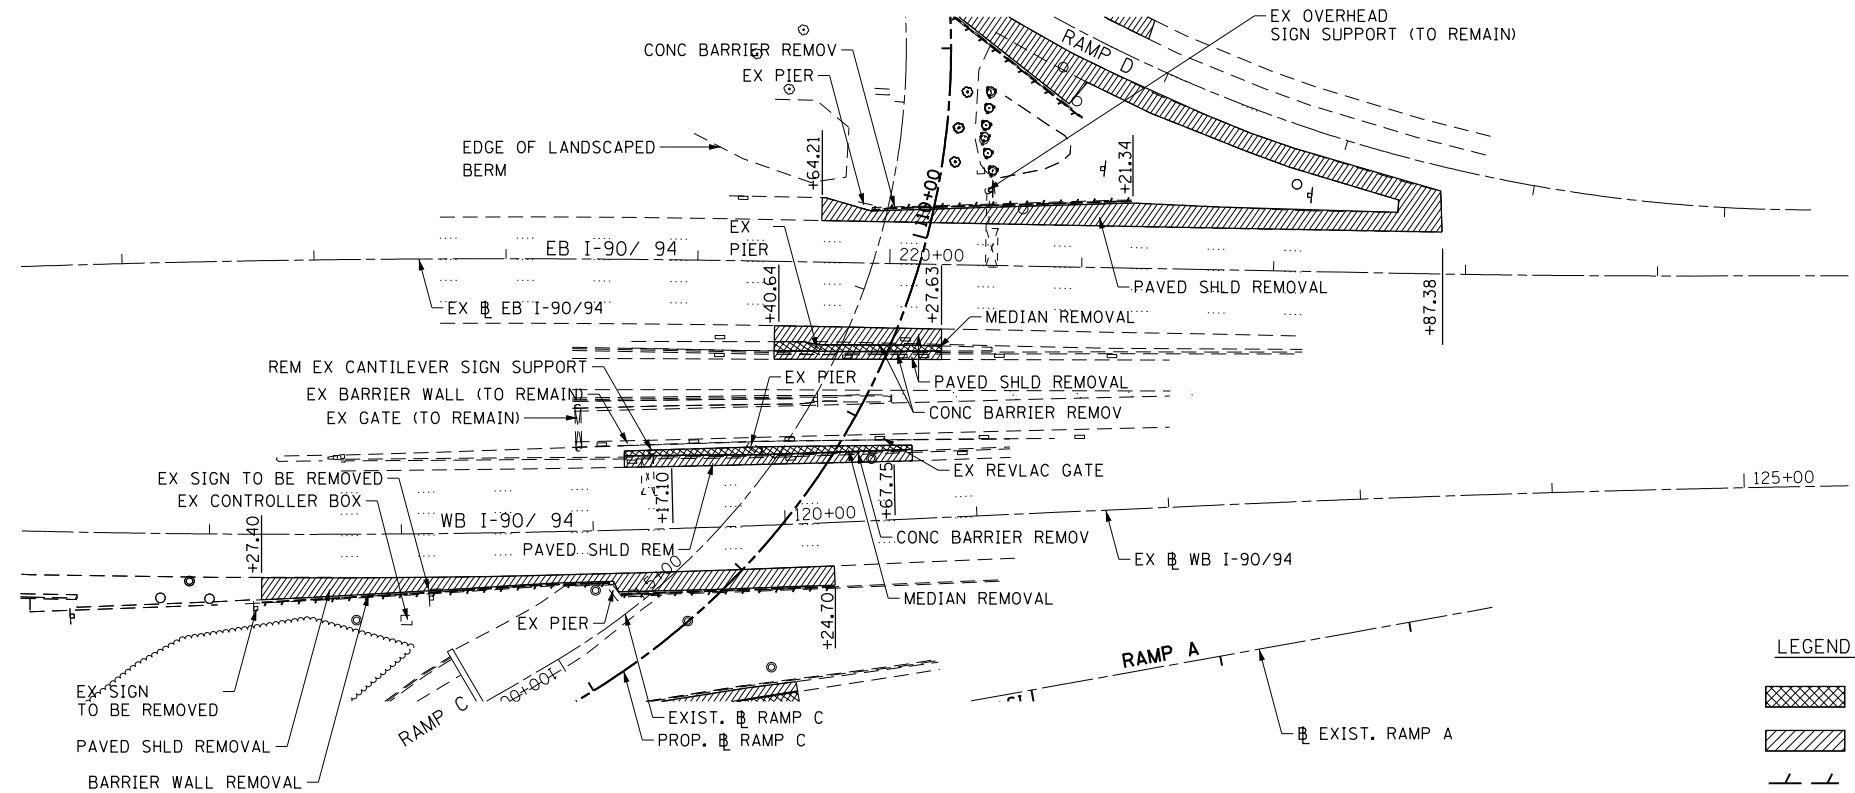 EX OVERHEAD
SIGN SUPPORT (TO REMAIN)
CONC BARRIER REMOV
EX PIER
RAMP D
EDGE OF LANDSCAPED
BERM
+64.21
+21.34
110+00
EX
PIER
EB I-90/ 94
220+00
+40.64
+27.63
PAVED SHLD REMOVAL
EX ℄ EB I-90/94
+87.38
MEDIAN REMOVAL
REM EX CANTILEVER SIGN SUPPORT
EX PIER
PAVED SHLD REMOVAL
EX BARRIER WALL (TO REMAIN)
CONC BARRIER REMOV
EX GATE (TO REMAIN)
EX REVLAC GATE
EX SIGN TO BE REMOVED
EX CONTROLLER BOX
+17.10
+67.75
125+00
WB I-90/ 94
120+00
+27.40
PAVED SHLD REM
CONC BARRIER REMOV
EX ℄ WB I-90/94
MEDIAN REMOVAL
EX PIER
+24.70
RAMP A
LEGEND
EX SIGN
TO BE REMOVED
RAMP C
EXIST. ℄ RAMP C
PROP. ℄ RAMP C
℄ EXIST. RAMP A
PAVED SHLD REMOVAL
BARRIER WALL REMOVAL